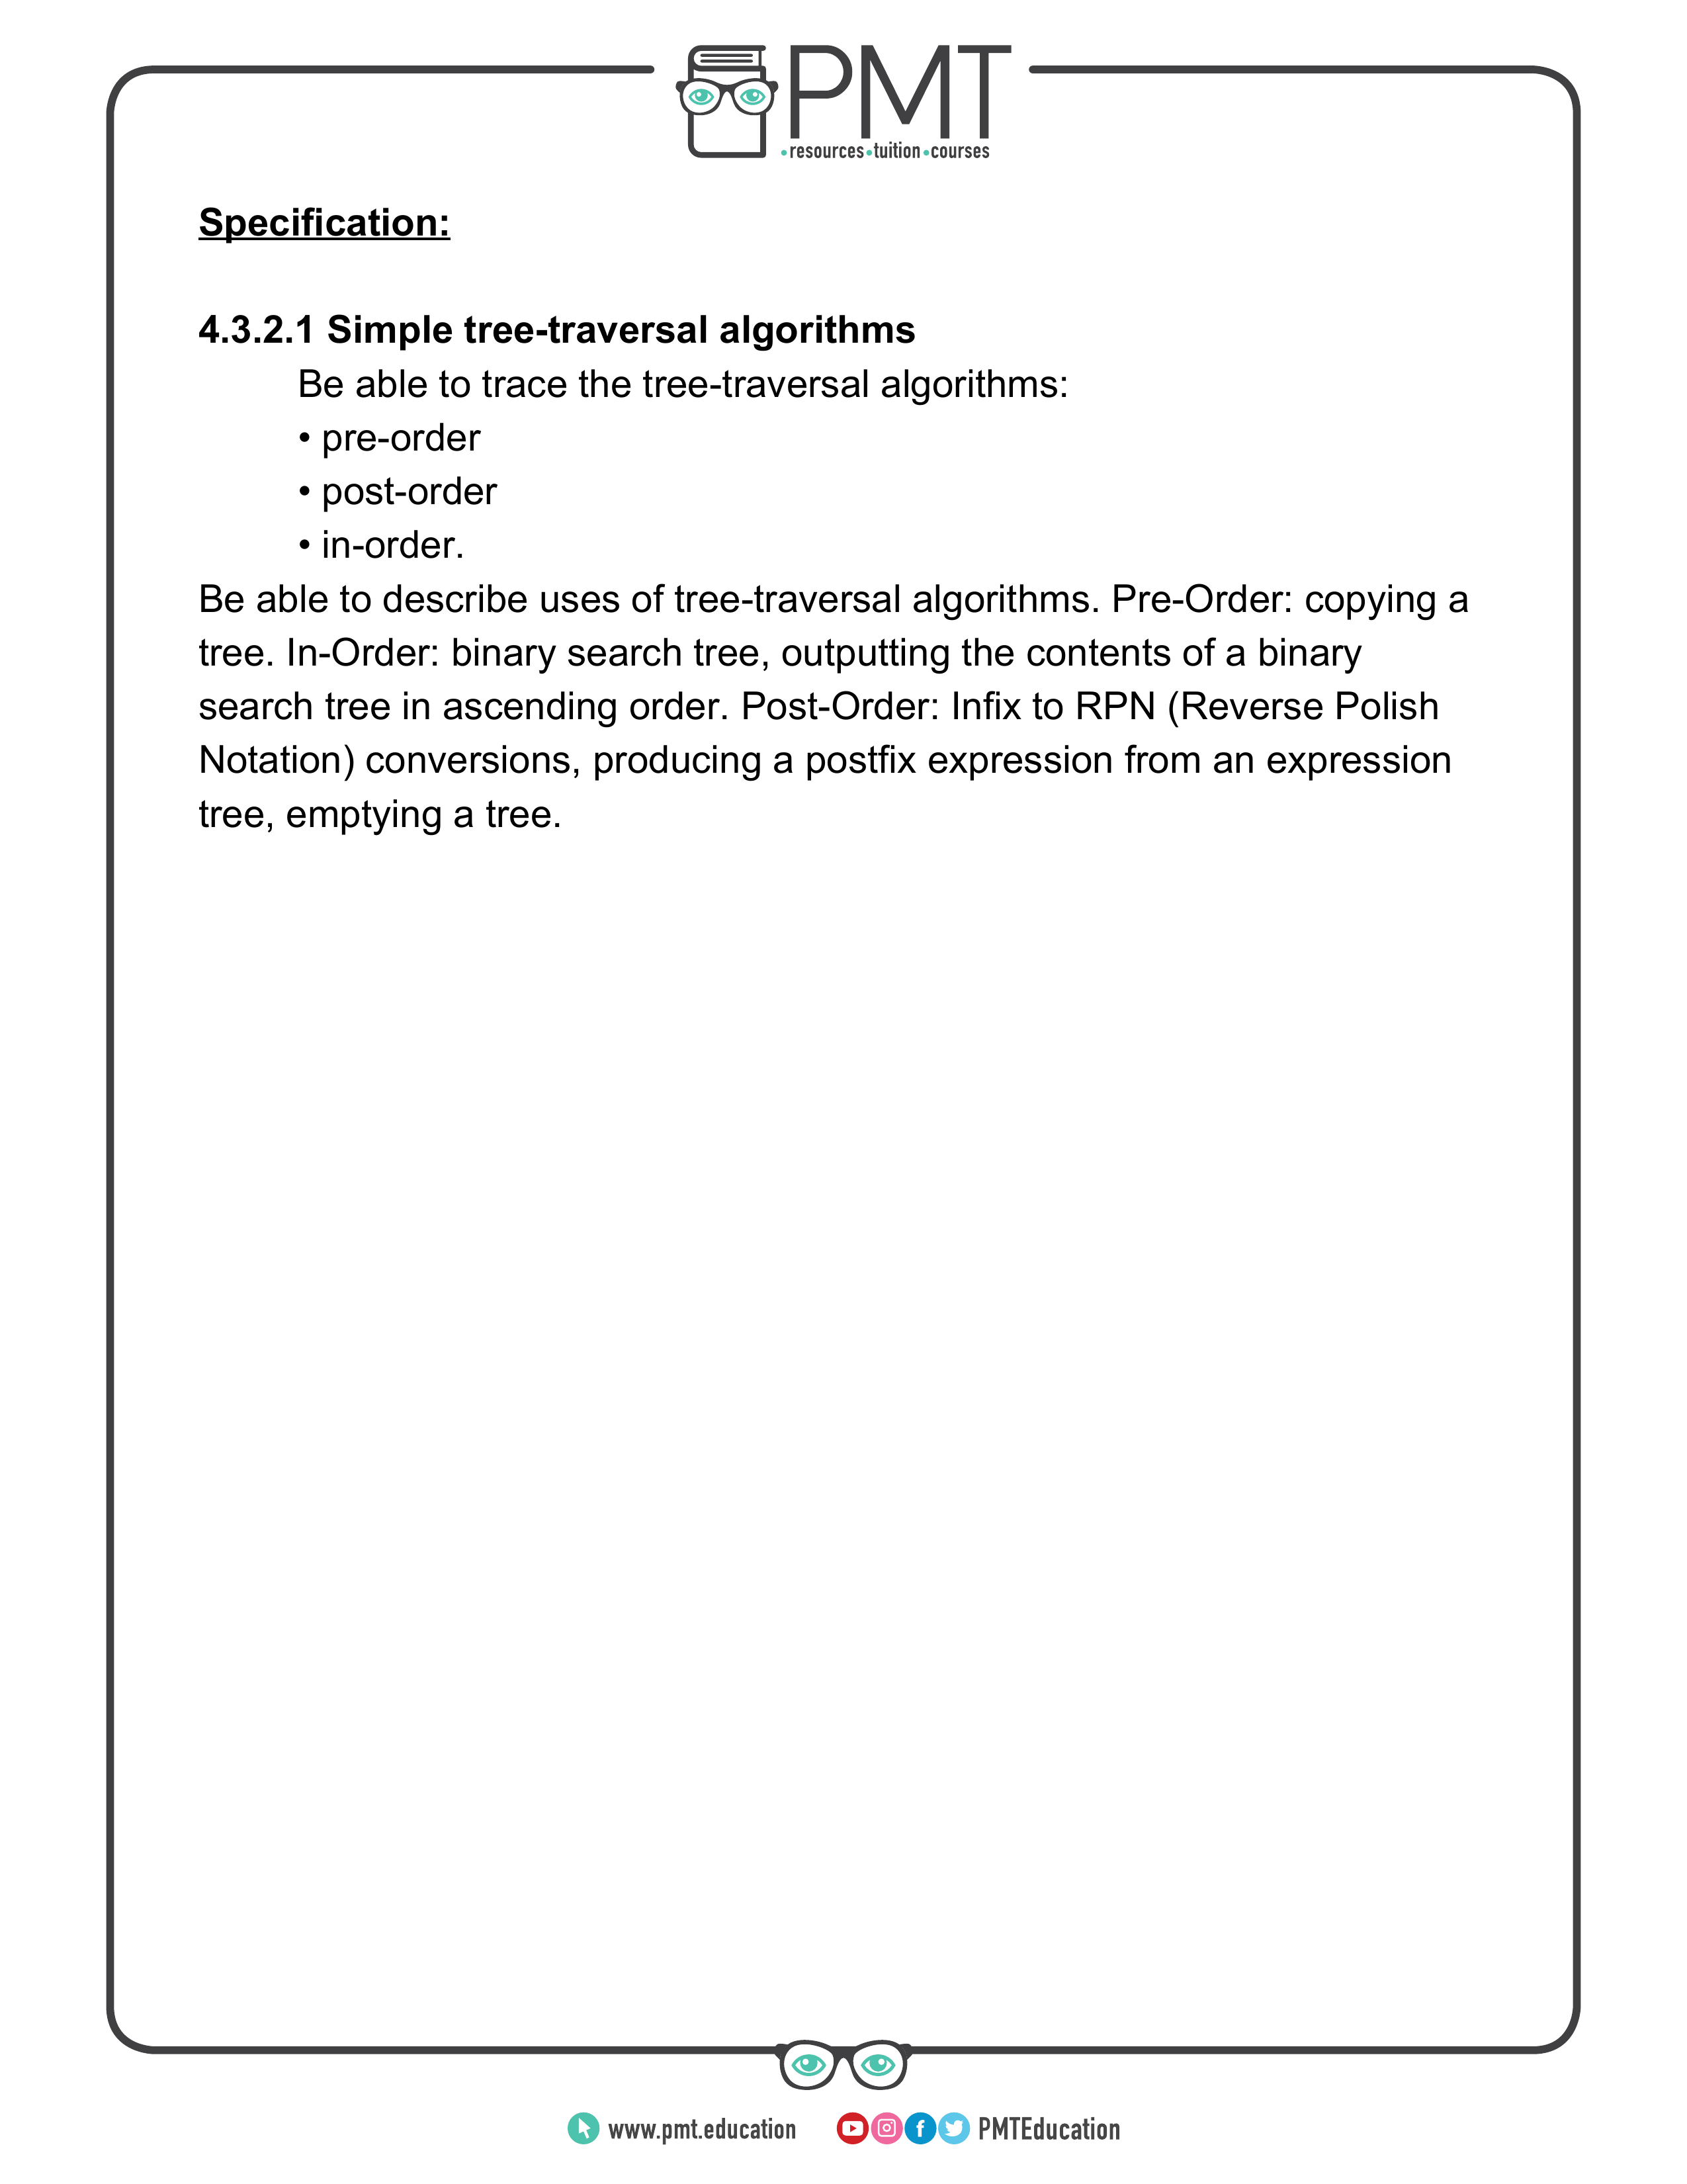 PMT
•resources•tuition•courses
Specification:
4.3.2.1 Simple tree-traversal algorithms
Be able to trace the tree-traversal algorithms:
• pre-order
• post-order
• in-order.
Be able to describe uses of tree-traversal algorithms. Pre-Order: copying a
tree. In-Order: binary search tree, outputting the contents of a binary
search tree in ascending order. Post-Order: Infix to RPN (Reverse Polish
Notation) conversions, producing a postfix expression from an expression
tree, emptying a tree.
www.pmt.education
PMTEducation